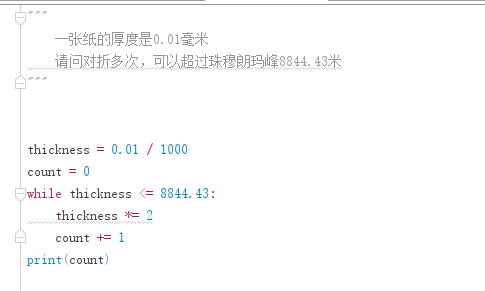 """
一张纸的厚度是0.01毫米
请问对折多次，可以超过珠穆朗玛峰8844.43米
"""
thickness = 0.01 / 1000
count = 0
while thickness <= 8844.43:
thickness *= 2
count += 1
print(count)